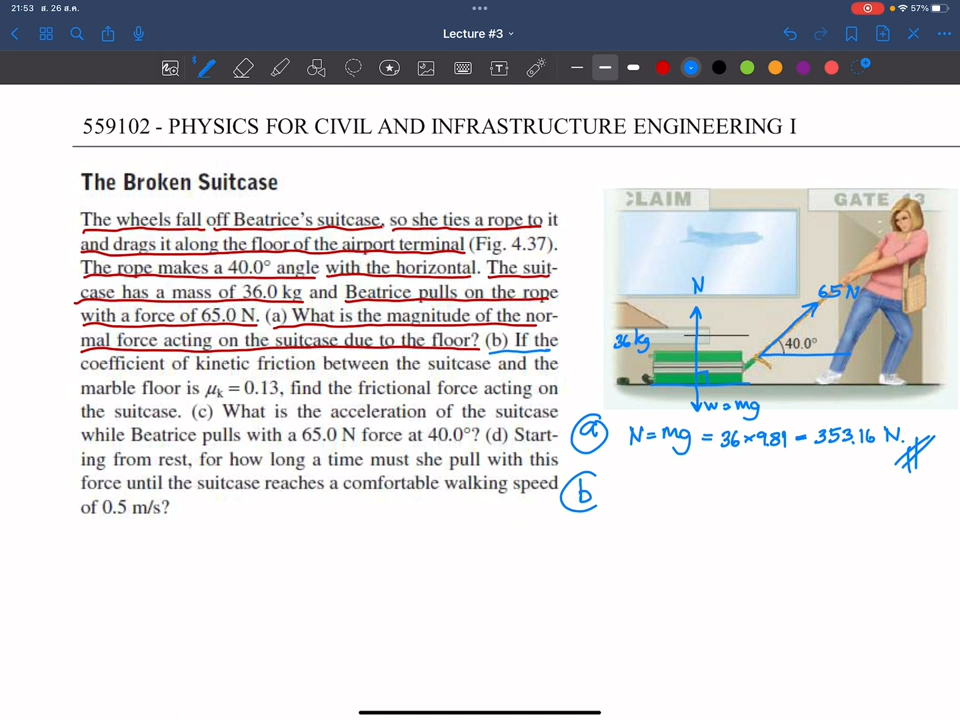 21:53 ส. 26 ส.ค.
57%
Lecture #3
559102 - PHYSICS FOR CIVIL AND INFRASTRUCTURE ENGINEERING I
The Broken Suitcase
The wheels fall off Beatrice's suitcase, so she ties a rope to it
and drags it along the floor of the airport terminal (Fig. 4.37).
The rope makes a 40.0° angle with the horizontal. The suit-
case has a mass of 36.0 kg and Beatrice pulls on the rope
with a force of 65.0 N. (a) What is the magnitude of the nor-
mal force acting on the suitcase due to the floor? (b) If the
coefficient of kinetic friction between the suitcase and the
marble floor is μk = 0.13, find the frictional force acting on
the suitcase. (c) What is the acceleration of the suitcase
while Beatrice pulls with a 65.0 N force at 40.0°? (d) Start-
ing from rest, for how long a time must she pull with this
force until the suitcase reaches a comfortable walking speed
of 0.5 m/s?
CLAIM
GATE 13
N
65 N
36 kg
40.0°
W = mg
a N = mg = 36 × 9.81 = 353.16 N.
b